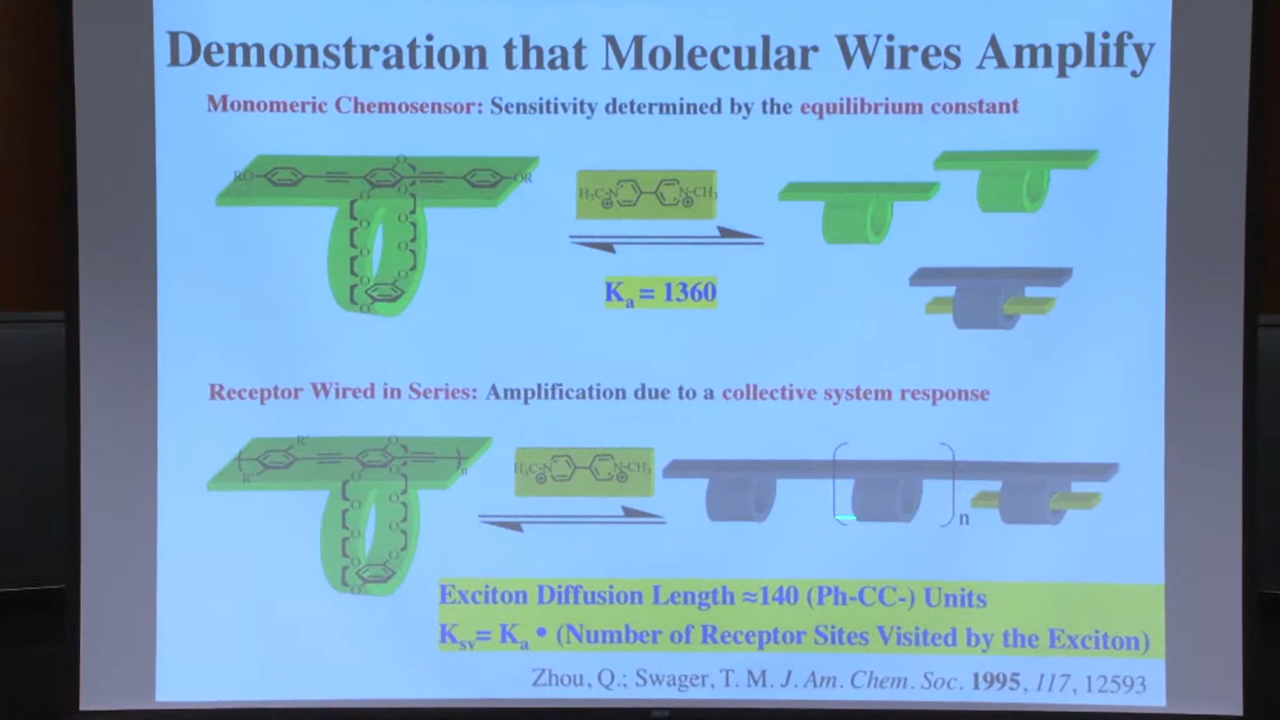 Demonstration that Molecular Wires Amplify
Monomeric Chemosensor: Sensitivity determined by the equilibrium constant
RO
O
O
OR
O
O
O
O
O
O
O
O
H₃C-N
N-CH₃
⊕
⊕
Kₐ = 1360
Receptor Wired in Series: Amplification due to a collective system response
R'
R'
n
O
O
O
O
O
O
O
O
O
O
H₃C-N
N-CH₃
⊕
⊕
n
Exciton Diffusion Length ≈140 (Ph-CC-) Units
Kₛᵥ= Kₐ • (Number of Receptor Sites Visited by the Exciton)
Zhou, Q.; Swager, T. M. J. Am. Chem. Soc. 1995, 117, 12593